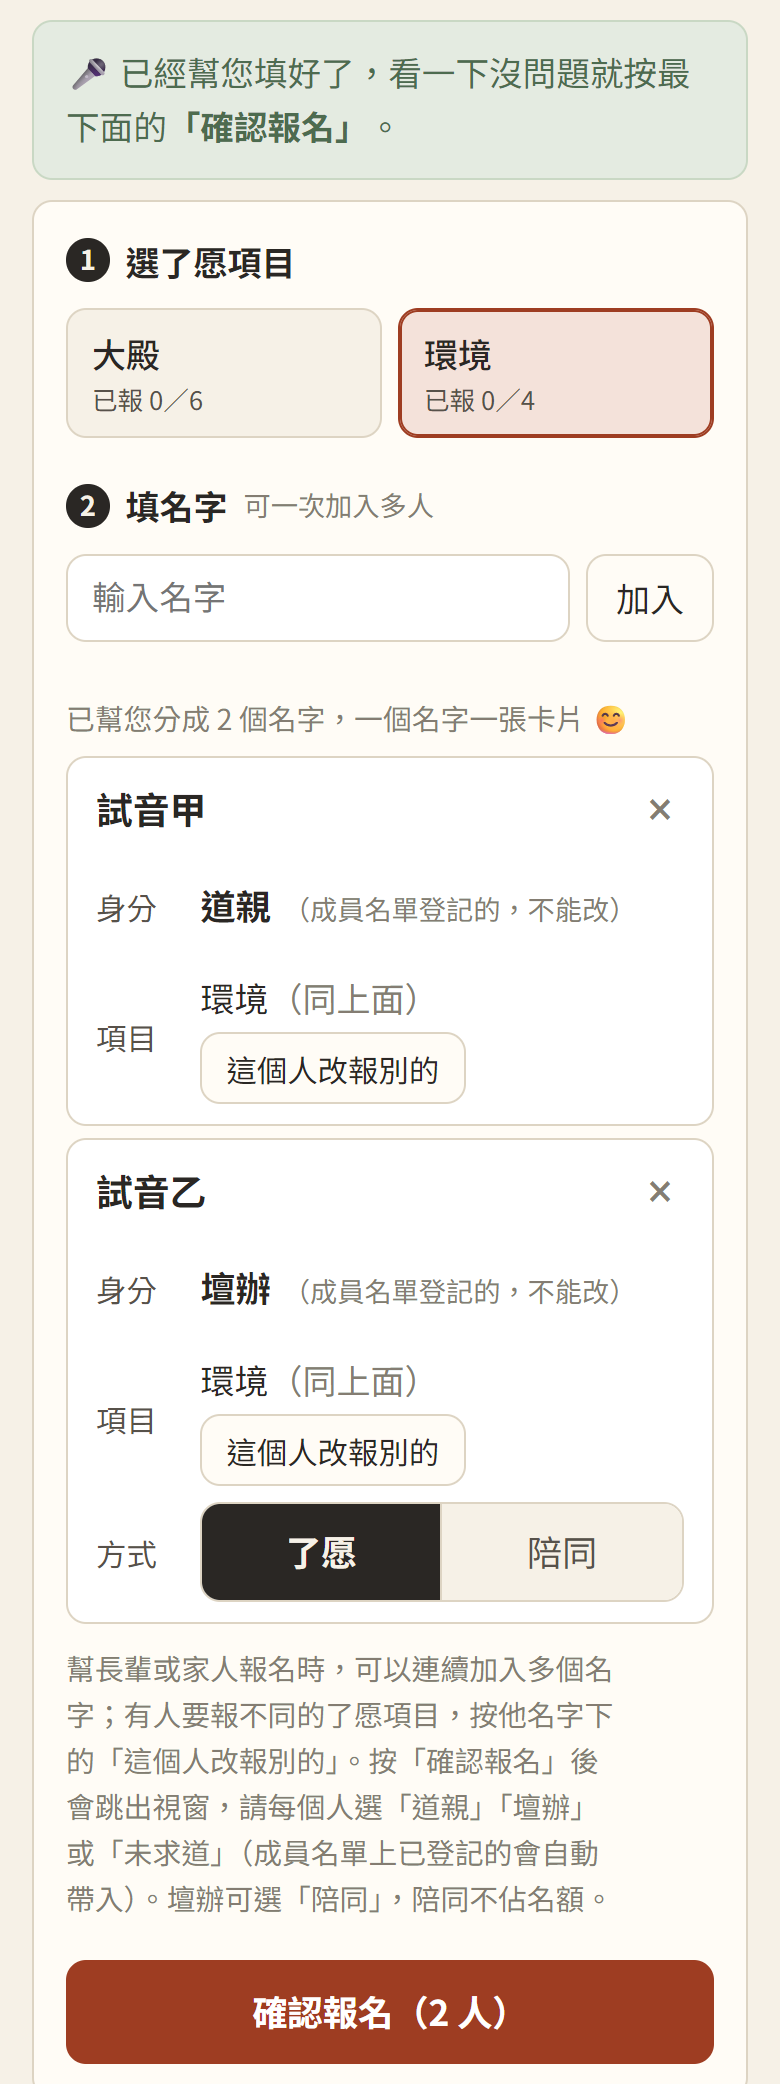 🎤 已經幫您填好了，看一下沒問題就按最
下面的「確認報名」。
1 選了愿項目
大殿
已報 0／6
環境
已報 0／4
2 填名字 可一次加入多人
輸入名字
加入
已幫您分成 2 個名字，一個名字一張卡片 😊
試音甲 ×
身分 道親 （成員名單登記的，不能改）
項目 環境（同上面）
這個人改報別的
試音乙 ×
身分 壇辦 （成員名單登記的，不能改）
項目 環境（同上面）
這個人改報別的
方式 了愿 陪同
幫長輩或家人報名時，可以連續加入多個名
字；有人要報不同的了愿項目，按他名字下
的「這個人改報別的」。按「確認報名」後
會跳出視窗，請每個人選「道親」「壇辦」
或「未求道」（成員名單上已登記的會自動
帶入）。壇辦可選「陪同」，陪同不佔名額。
確認報名（2 人）